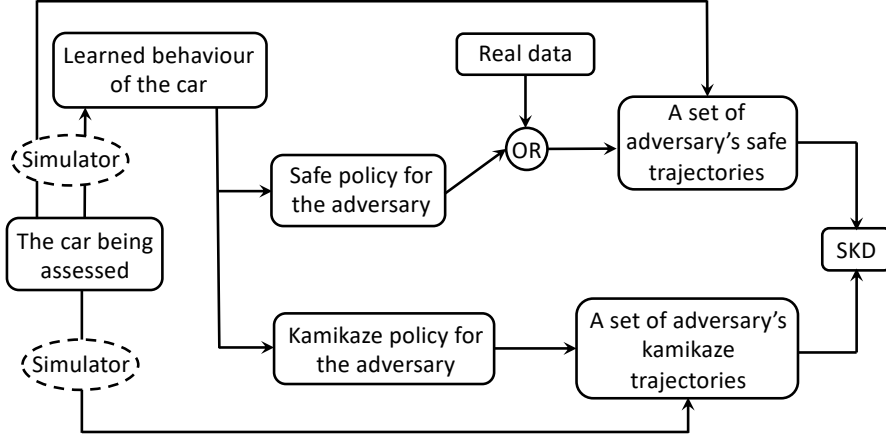 Learned behaviour
of the car
Real data
Simulator
OR
A set of
adversary’s safe
trajectories
Safe policy for
the adversary
The car being
assessed
SKD
Simulator
Kamikaze policy for
the adversary
A set of adversary’s
kamikaze
trajectories